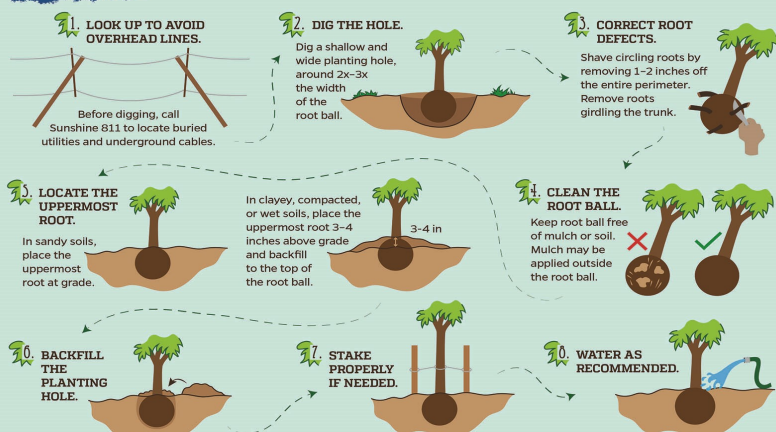 1. LOOK UP TO AVOID
OVERHEAD LINES.
Before digging, call
Sunshine 811 to locate buried
utilities and underground cables.
2. DIG THE HOLE.
Dig a shallow and
wide planting hole,
around 2x–3x
the width
of the
root ball.
3. CORRECT ROOT
DEFECTS.
Shave circling roots by
removing 1–2 inches off
the entire perimeter.
Remove roots
girdling the trunk.
4. CLEAN THE
ROOT BALL.
Keep root ball free
of mulch or soil.
Mulch may be
applied outside
the root ball.
5. LOCATE THE
UPPERMOST
ROOT.
In sandy soils,
place the
uppermost
root at grade.
In clayey, compacted,
or wet soils, place the
uppermost root 3–4
inches above grade
and backfill
to the top of
the root ball.
3–4 in
6. BACKFILL
THE
PLANTING
HOLE.
7. STAKE
PROPERLY
IF NEEDED.
8. WATER AS
RECOMMENDED.